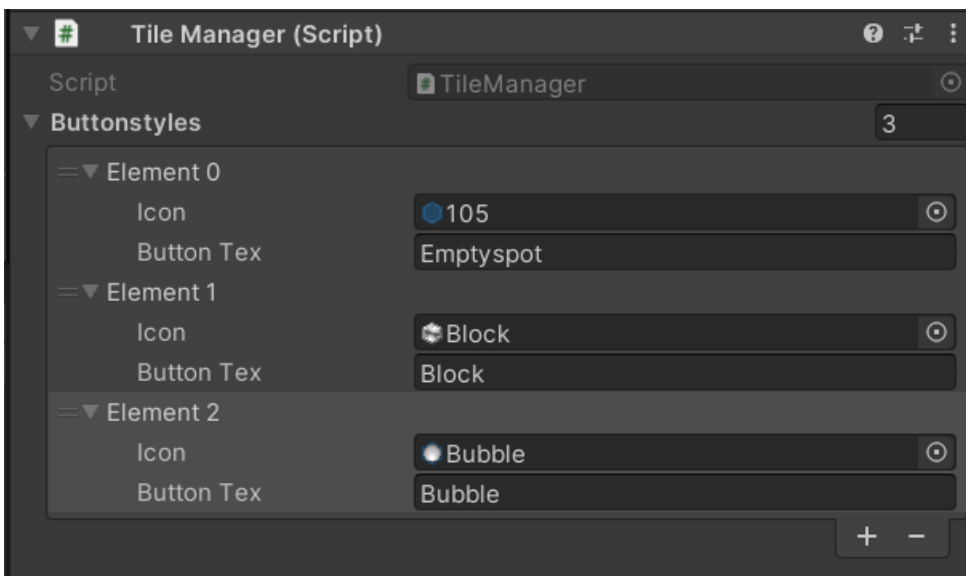 Tile Manager (Script)
Script TileManager
Buttonstyles 3
Element 0
Icon 105
Button Tex Emptyspot
Element 1
Icon Block
Button Tex Block
Element 2
Icon Bubble
Button Tex Bubble